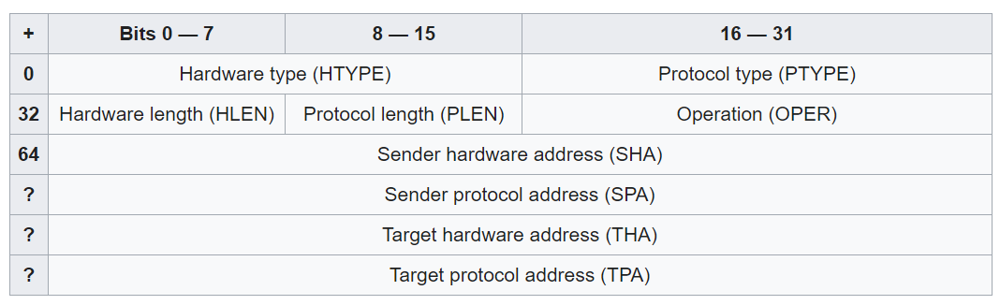 + Bits 0 — 7 8 — 15 16 — 31
0 Hardware type (HTYPE) Protocol type (PTYPE)
32 Hardware length (HLEN) Protocol length (PLEN) Operation (OPER)
64 Sender hardware address (SHA)
? Sender protocol address (SPA)
? Target hardware address (THA)
? Target protocol address (TPA)